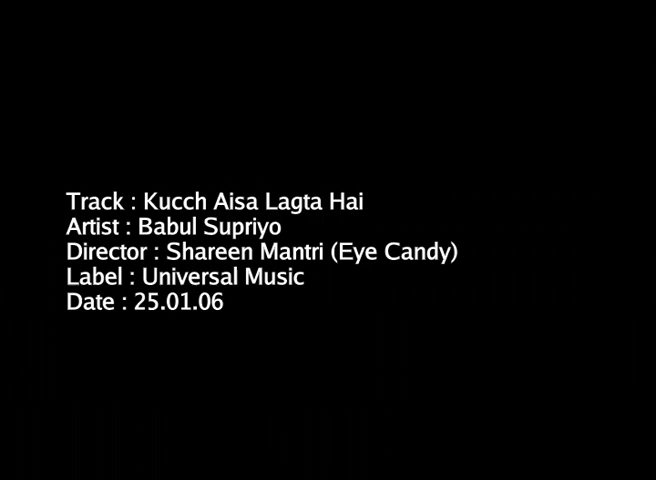 Track : Kucch Aisa Lagta Hai
Artist : Babul Supriyo
Director : Shareen Mantri (Eye Candy)
Label : Universal Music
Date : 25.01.06